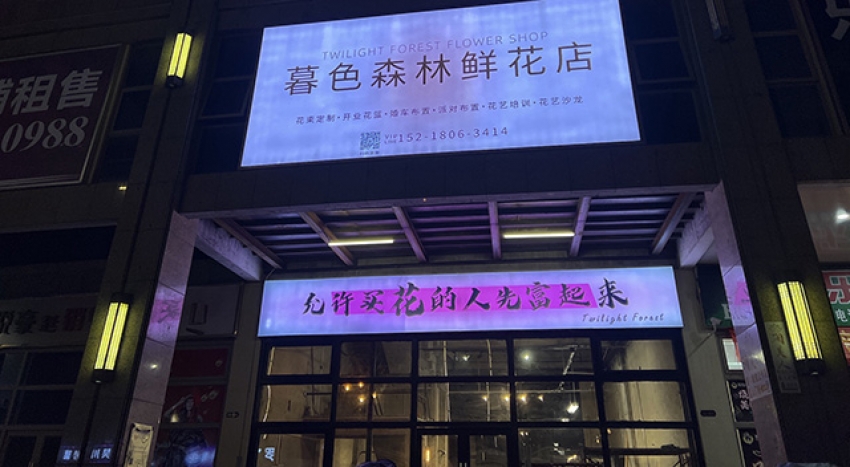 TWILIGHT FOREST FLOWER SHOP
暮色森林鲜花店
花束定制·开业花篮·婚车布置·派对布置·花艺培训·花艺沙龙
152-1806-3414
租售
0988
允许买花的人先富起来
Twilight Forest